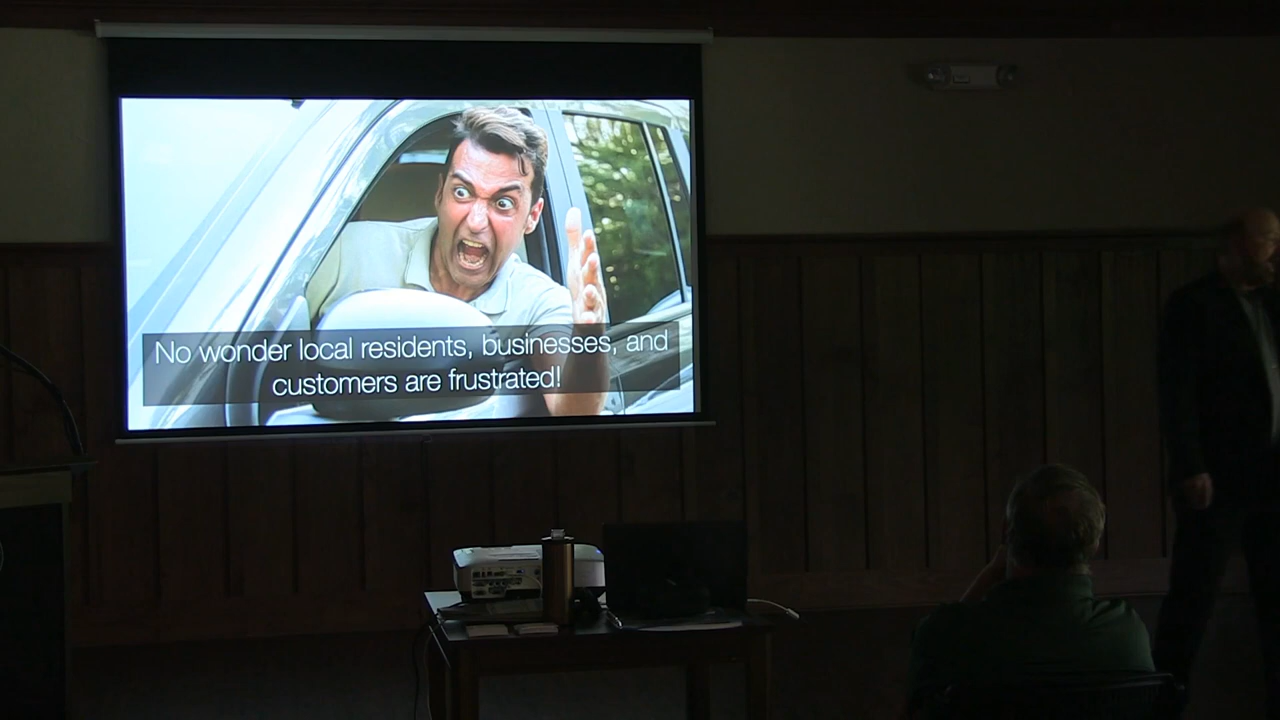 No wonder local residents, businesses, and
customers are frustrated!